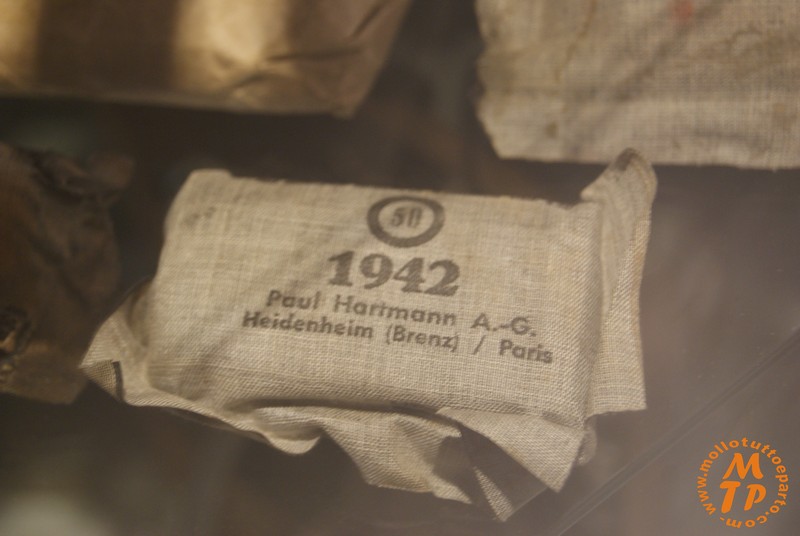 50
1942
Paul Hartmann A.-G.
Heidenheim (Brenz) / Paris
www.mollotuttoeparto.com
MTP